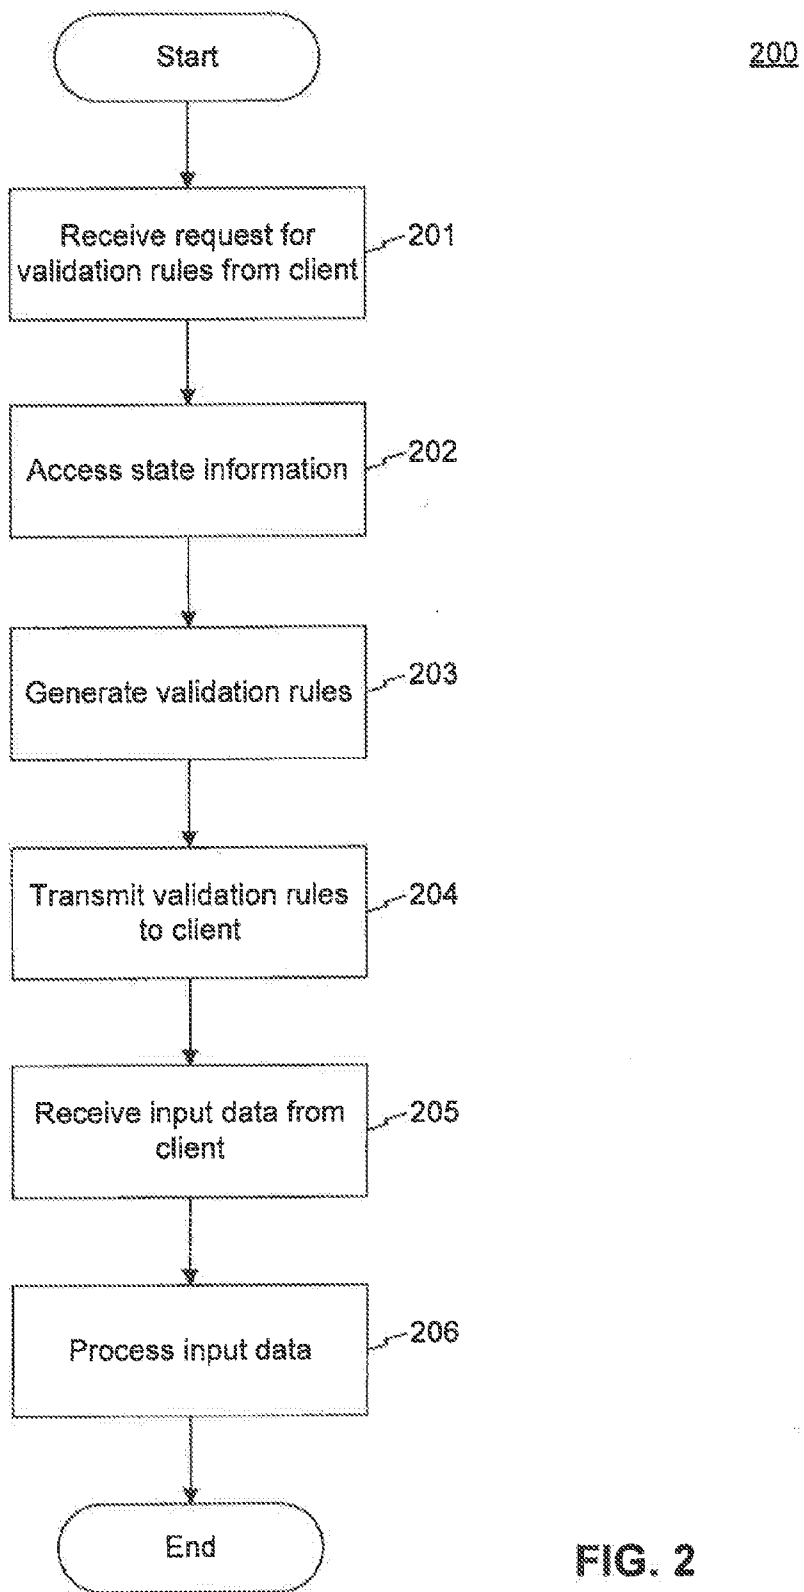 Start
200
Receive request for
validation rules from client
201
Access state information
202
Generate validation rules
203
Transmit validation rules
to client
204
Receive input data from
client
205
Process input data
206
End
FIG. 2